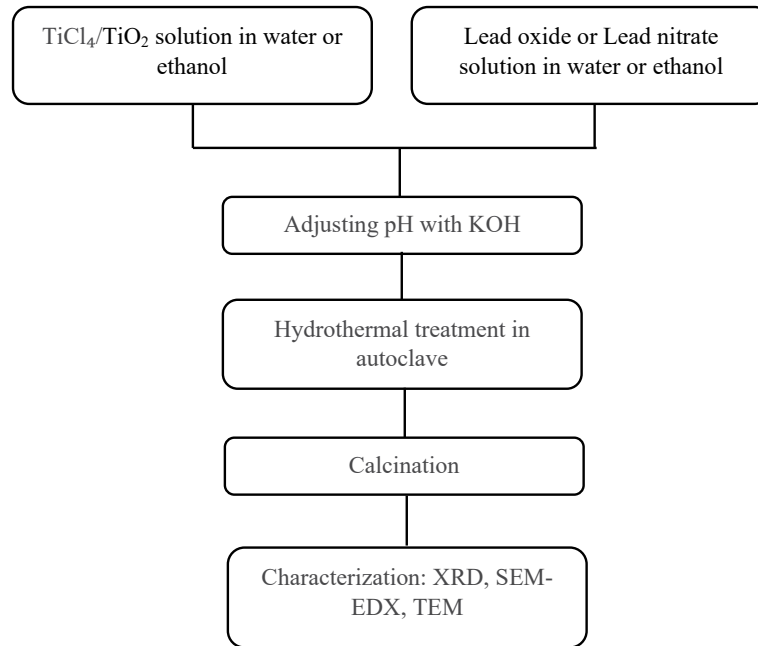 TiCl₄/TiO₂ solution in water or
ethanol
Lead oxide or Lead nitrate
solution in water or ethanol
Adjusting pH with KOH
Hydrothermal treatment in
autoclave
Calcination
Characterization: XRD, SEM-
EDX, TEM